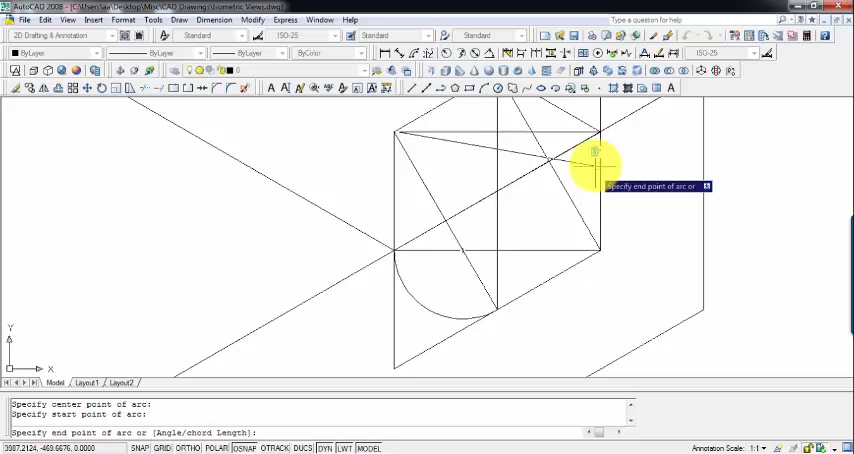 AutoCAD 2008 - [C:\Users\aa\Desktop\Misc\CAD Drawings\Isometric Views.dwg]
File Edit View Insert Format Tools Draw Dimension Modify Express Window Help
Type a question for help
2D Drafting & Annotation
Standard
ISO-25
Standard
Standard
ByLayer
ByLayer
ByLayer
ByColor
ISO-25
0
Specify end point of arc or
Y
X
Model Layout1 Layout2
Specify center point of arc:
Specify start point of arc:
Specify end point of arc or [Angle/chord Length]:
3987.2124, -469.6676, 0.0000 SNAP GRID ORTHO POLAR OSNAP OTRACK DUCS DYN LWT MODEL
Annotation Scale: 1:1